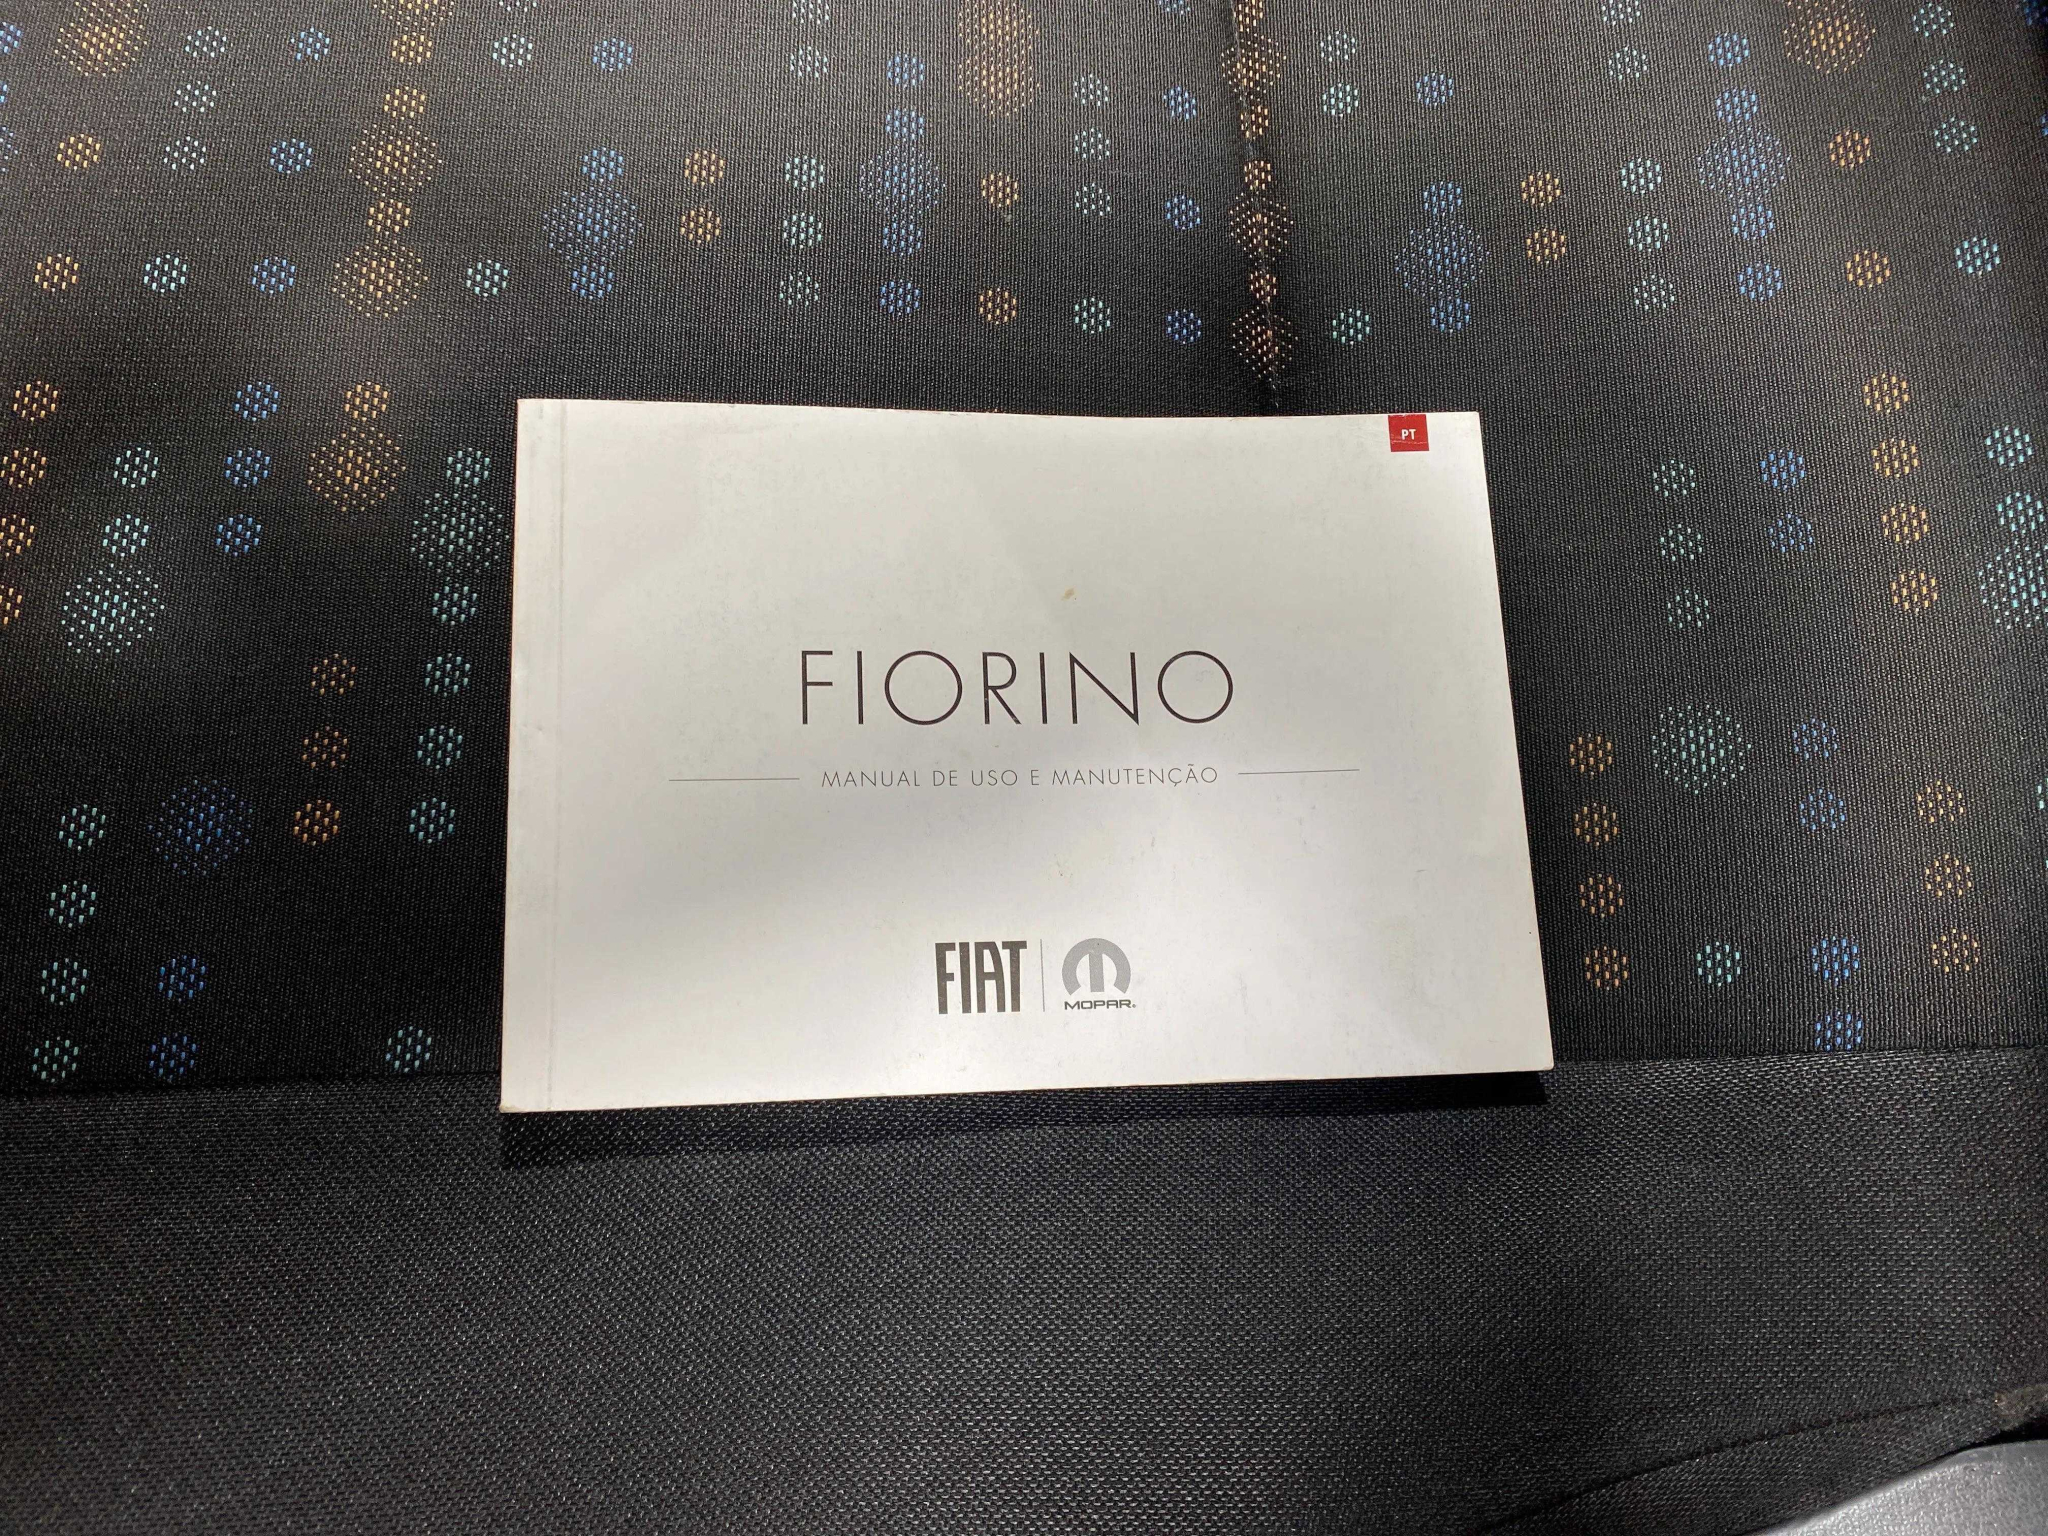 PT
FIORINO
MANUAL DE USO E MANUTENÇÃO
FIAT
MOPAR®